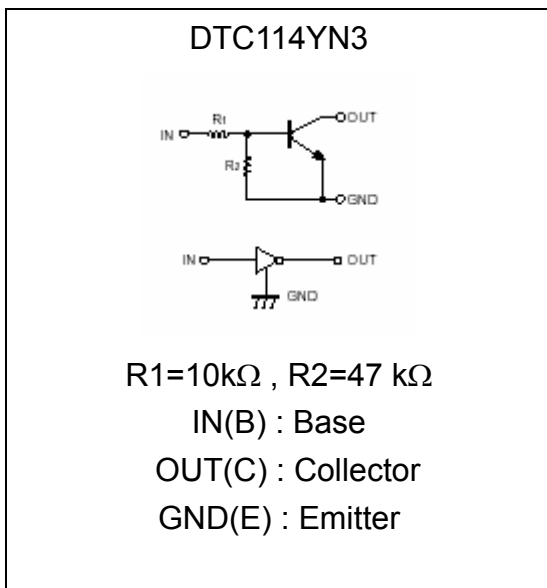 DTC114YN3
R1
OUT
IN
R2
GND
IN
OUT
GND
R1=10kΩ , R2=47 kΩ
IN(B) : Base
OUT(C) : Collector
GND(E) : Emitter